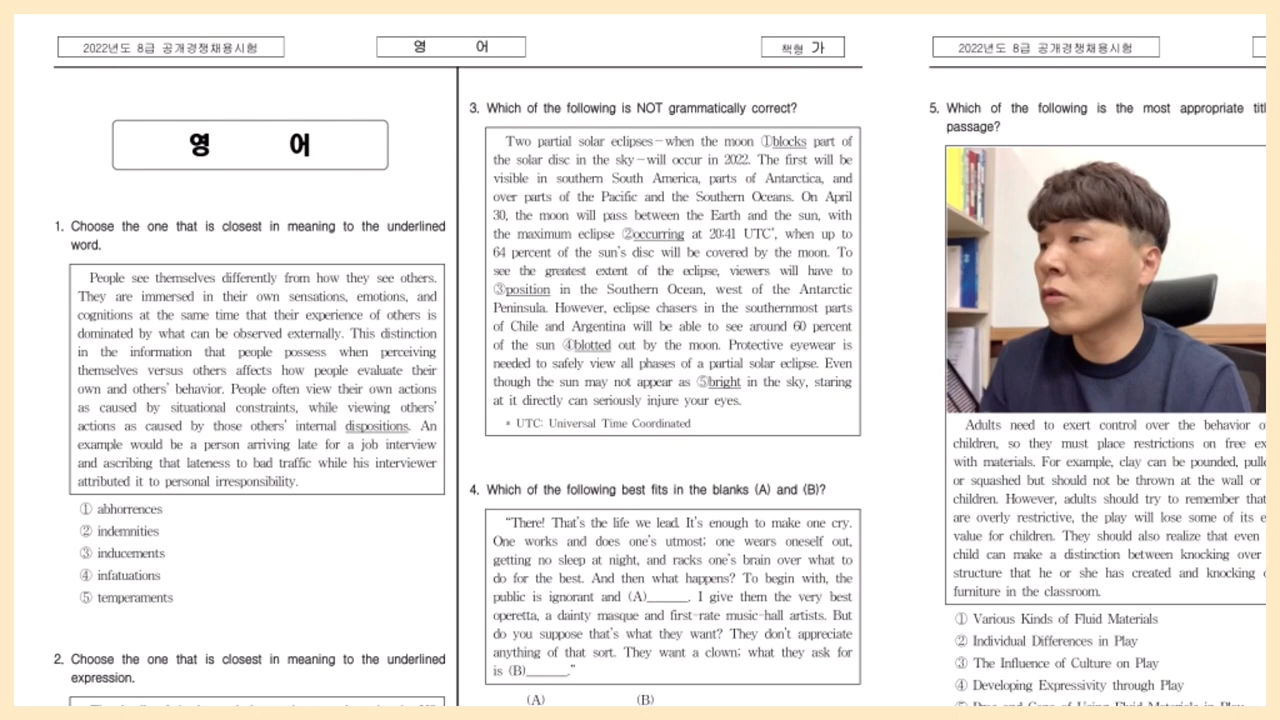 2022년도 8급 공개경쟁채용시험
영 어
책형 가
영 어
1. Choose the one that is closest in meaning to the underlined
word.
People see themselves differently from how they see others.
They are immersed in their own sensations, emotions, and
cognitions at the same time that their experience of others is
dominated by what can be observed externally. This distinction
in the information that people possess when perceiving
themselves versus others affects how people evaluate their
own and others' behavior. People often view their own actions
as caused by situational constraints, while viewing others'
actions as caused by those others' internal dispositions. An
example would be a person arriving late for a job interview
and ascribing that lateness to bad traffic while his interviewer
attributed it to personal irresponsibility.
① abhorrences
② indemnities
③ inducements
④ infatuations
⑤ temperaments
2. Choose the one that is closest in meaning to the underlined
expression.
3. Which of the following is NOT grammatically correct?
Two partial solar eclipses-when the moon ①blocks part of
the solar disc in the sky-will occur in 2022. The first will be
visible in southern South America, parts of Antarctica, and
over parts of the Pacific and the Southern Oceans. On April
30, the moon will pass between the Earth and the sun, with
the maximum eclipse ②occurring at 20:41 UTC*, when up to
64 percent of the sun's disc will be covered by the moon. To
see the greatest extent of the eclipse, viewers will have to
③position in the Southern Ocean, west of the Antarctic
Peninsula. However, eclipse chasers in the southernmost parts
of Chile and Argentina will be able to see around 60 percent
of the sun ④blotted out by the moon. Protective eyewear is
needed to safely view all phases of a partial solar eclipse. Even
though the sun may not appear as ⑤bright in the sky, staring
at it directly can seriously injure your eyes.
* UTC: Universal Time Coordinated
4. Which of the following best fits in the blanks (A) and (B)?
"There! That's the life we lead. It's enough to make one cry.
One works and does one's utmost; one wears oneself out,
getting no sleep at night, and racks one's brain over what to
do for the best. And then what happens? To begin with, the
public is ignorant and (A)______. I give them the very best
operetta, a dainty masque and first-rate music-hall artists. But
do you suppose that's what they want? They don't appreciate
anything of that sort. They want a clown; what they ask for
is (B)______."
(A) (B)
2022년도 8급 공개경쟁채용시험
5. Which of the following is the most appropriate
passage?
Adults need to exert control over the behavior
children, so they must place restrictions on free
with materials. For example, clay can be pounded,
or squashed but should not be thrown at the wall or
children. However, adults should try to remember that
are overly restrictive, the play will lose some of its
value for children. They should also realize that even
child can make a distinction between knocking over
structure that he or she has created and knocking
furniture in the classroom.
① Various Kinds of Fluid Materials
② Individual Differences in Play
③ The Influence of Culture on Play
④ Developing Expressivity through Play